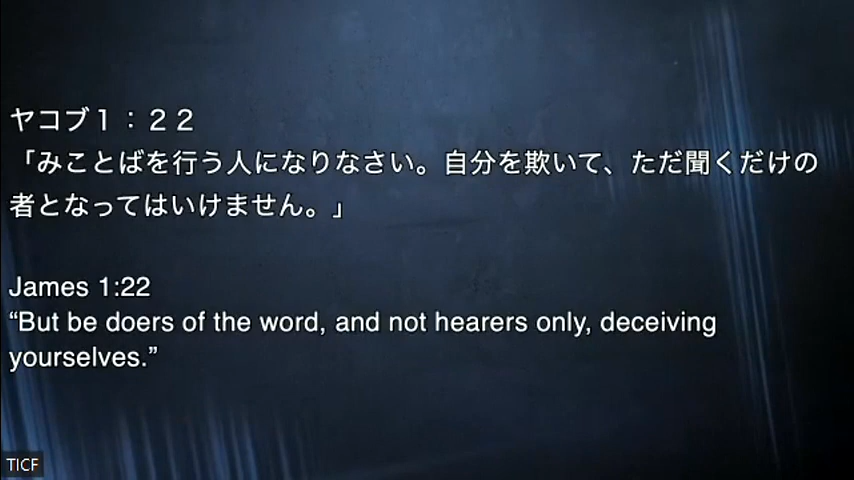 ヤコブ１：２２
「みことばを行う人になりなさい。自分を欺いて、ただ聞くだけの
者となってはいけません。」
James 1:22
“But be doers of the word, and not hearers only, deceiving
yourselves.”
TICF